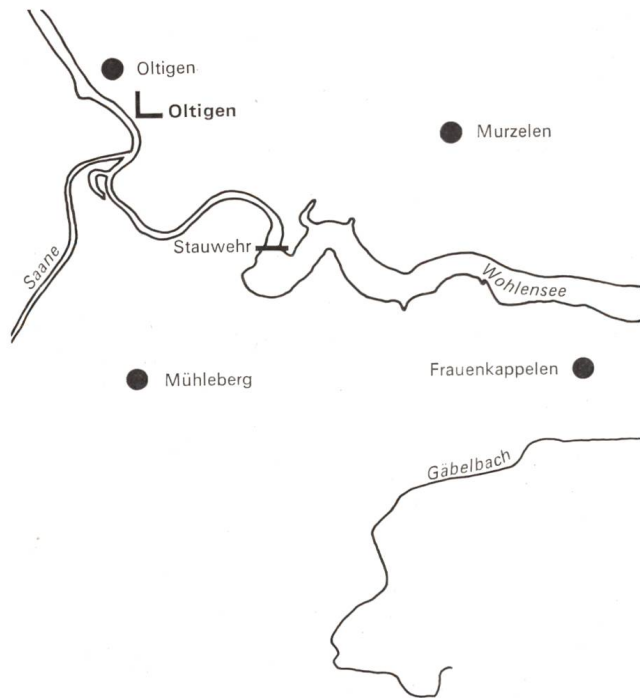 Oltigen
Oltigen
Murzelen
Stauwehr
Saane
Wohlensee
Mühleberg
Frauenkappelen
Gäbelbach